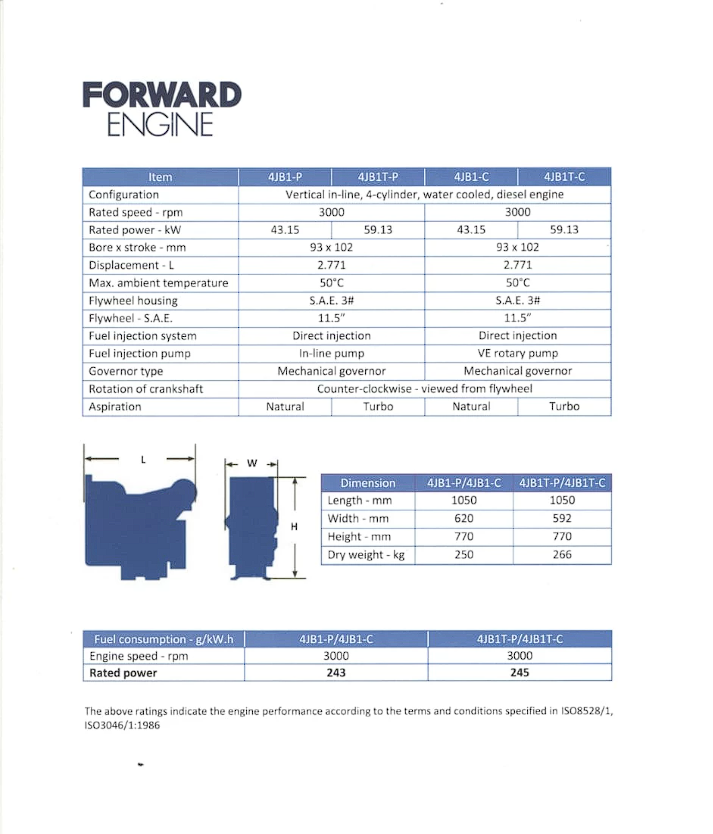 FORWARD
ENGINE
Item 4JB1-P 4JB1T-P 4JB1-C 4JB1T-C
Configuration Vertical in-line, 4-cylinder, water cooled, diesel engine
Rated speed - rpm 3000 3000
Rated power - kW 43.15 59.13 43.15 59.13
Bore x stroke - mm 93 x 102 93 x 102
Displacement - L 2.771 2.771
Max. ambient temperature 50°C 50°C
Flywheel housing S.A.E. 3# S.A.E. 3#
Flywheel - S.A.E. 11.5" 11.5"
Fuel injection system Direct injection Direct injection
Fuel injection pump In-line pump VE rotary pump
Governor type Mechanical governor Mechanical governor
Rotation of crankshaft Counter-clockwise - viewed from flywheel
Aspiration Natural Turbo Natural Turbo
L W
H
Dimension 4JB1-P/4JB1-C 4JB1T-P/4JB1T-C
Length - mm 1050 1050
Width - mm 620 592
Height - mm 770 770
Dry weight - kg 250 266
Fuel consumption - g/kW.h 4JB1-P/4JB1-C 4JB1T-P/4JB1T-C
Engine speed - rpm 3000 3000
Rated power 243 245
The above ratings indicate the engine performance according to the terms and conditions specified in ISO8528/1,
ISO3046/1:1986